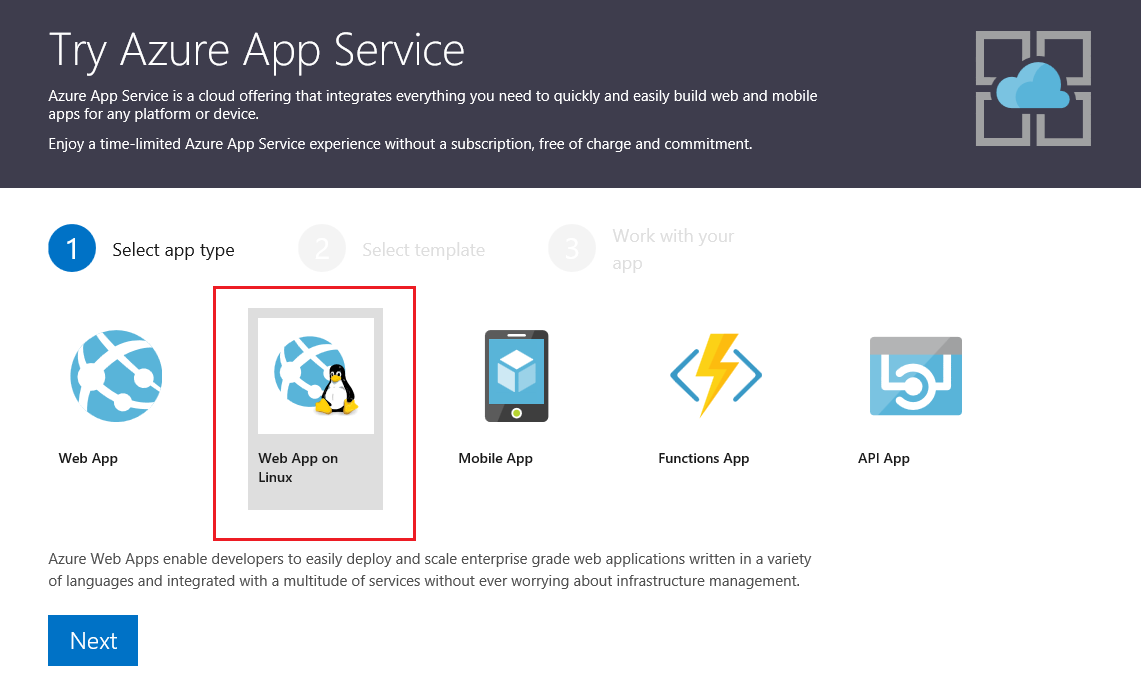 Try Azure App Service
Azure App Service is a cloud offering that integrates everything you need to quickly and easily build web and mobile
apps for any platform or device.
Enjoy a time-limited Azure App Service experience without a subscription, free of charge and commitment.
1 Select app type
2 Select template
3 Work with your
app
Web App
Web App on
Linux
Mobile App
Functions App
API App
Azure Web Apps enable developers to easily deploy and scale enterprise grade web applications written in a variety
of languages and integrated with a multitude of services without ever worrying about infrastructure management.
Next